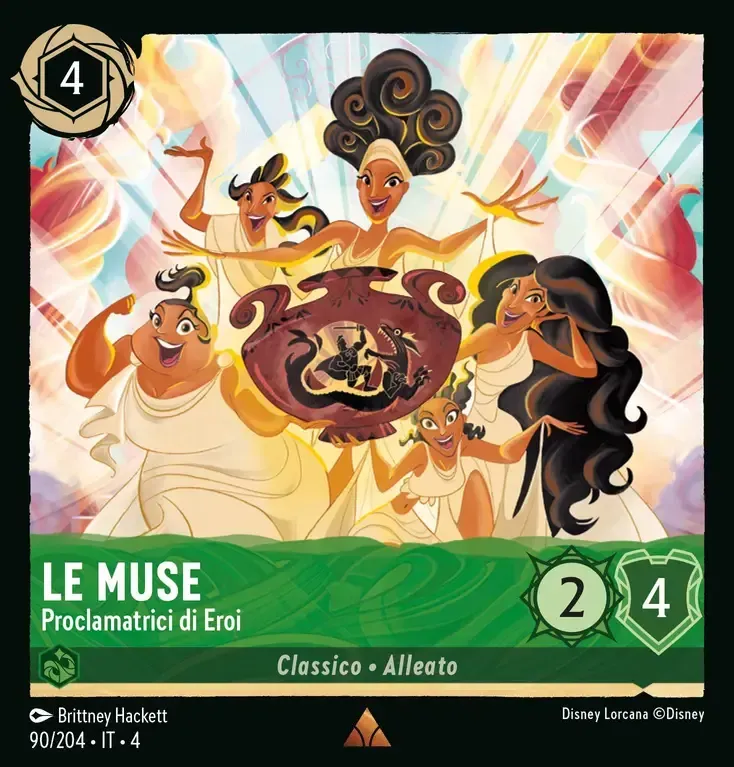 4
LE MUSE
Proclamatrici di Eroi
2
4
Classico • Alleato
Brittney Hackett
Disney Lorcana ©Disney
90/204 • IT • 4